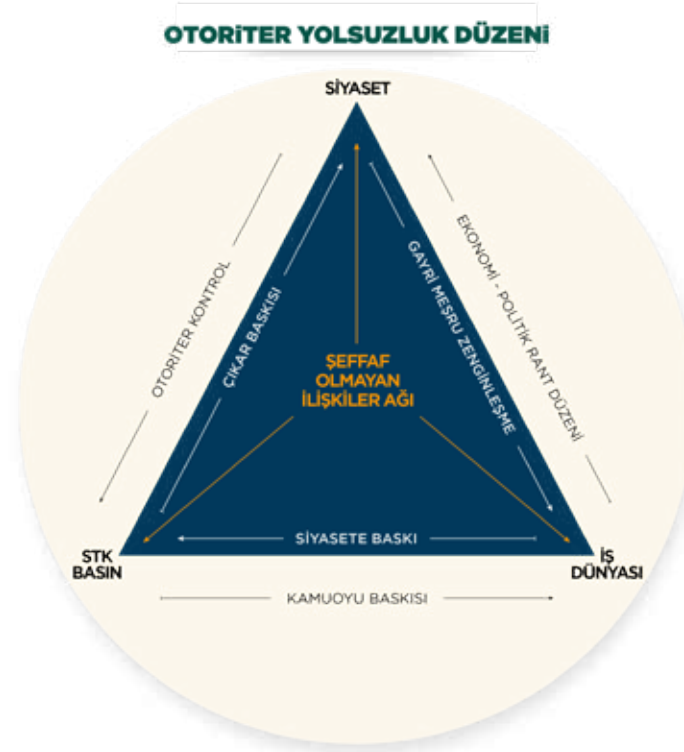 OTORİTER YOLSUZLUK DÜZENİ
SİYASET
OTORİTER KONTROL
ÇIKAR BASKISI
GAYRİ MEŞRU ZENGİNLEŞME
EKONOMİ - POLİTİK RANT DÜZENİ
ŞEFFAF
OLMAYAN
İLİŞKİLER AĞI
SİYASETE BASKI
STK
BASIN
İŞ
DÜNYASI
KAMUOYU BASKISI